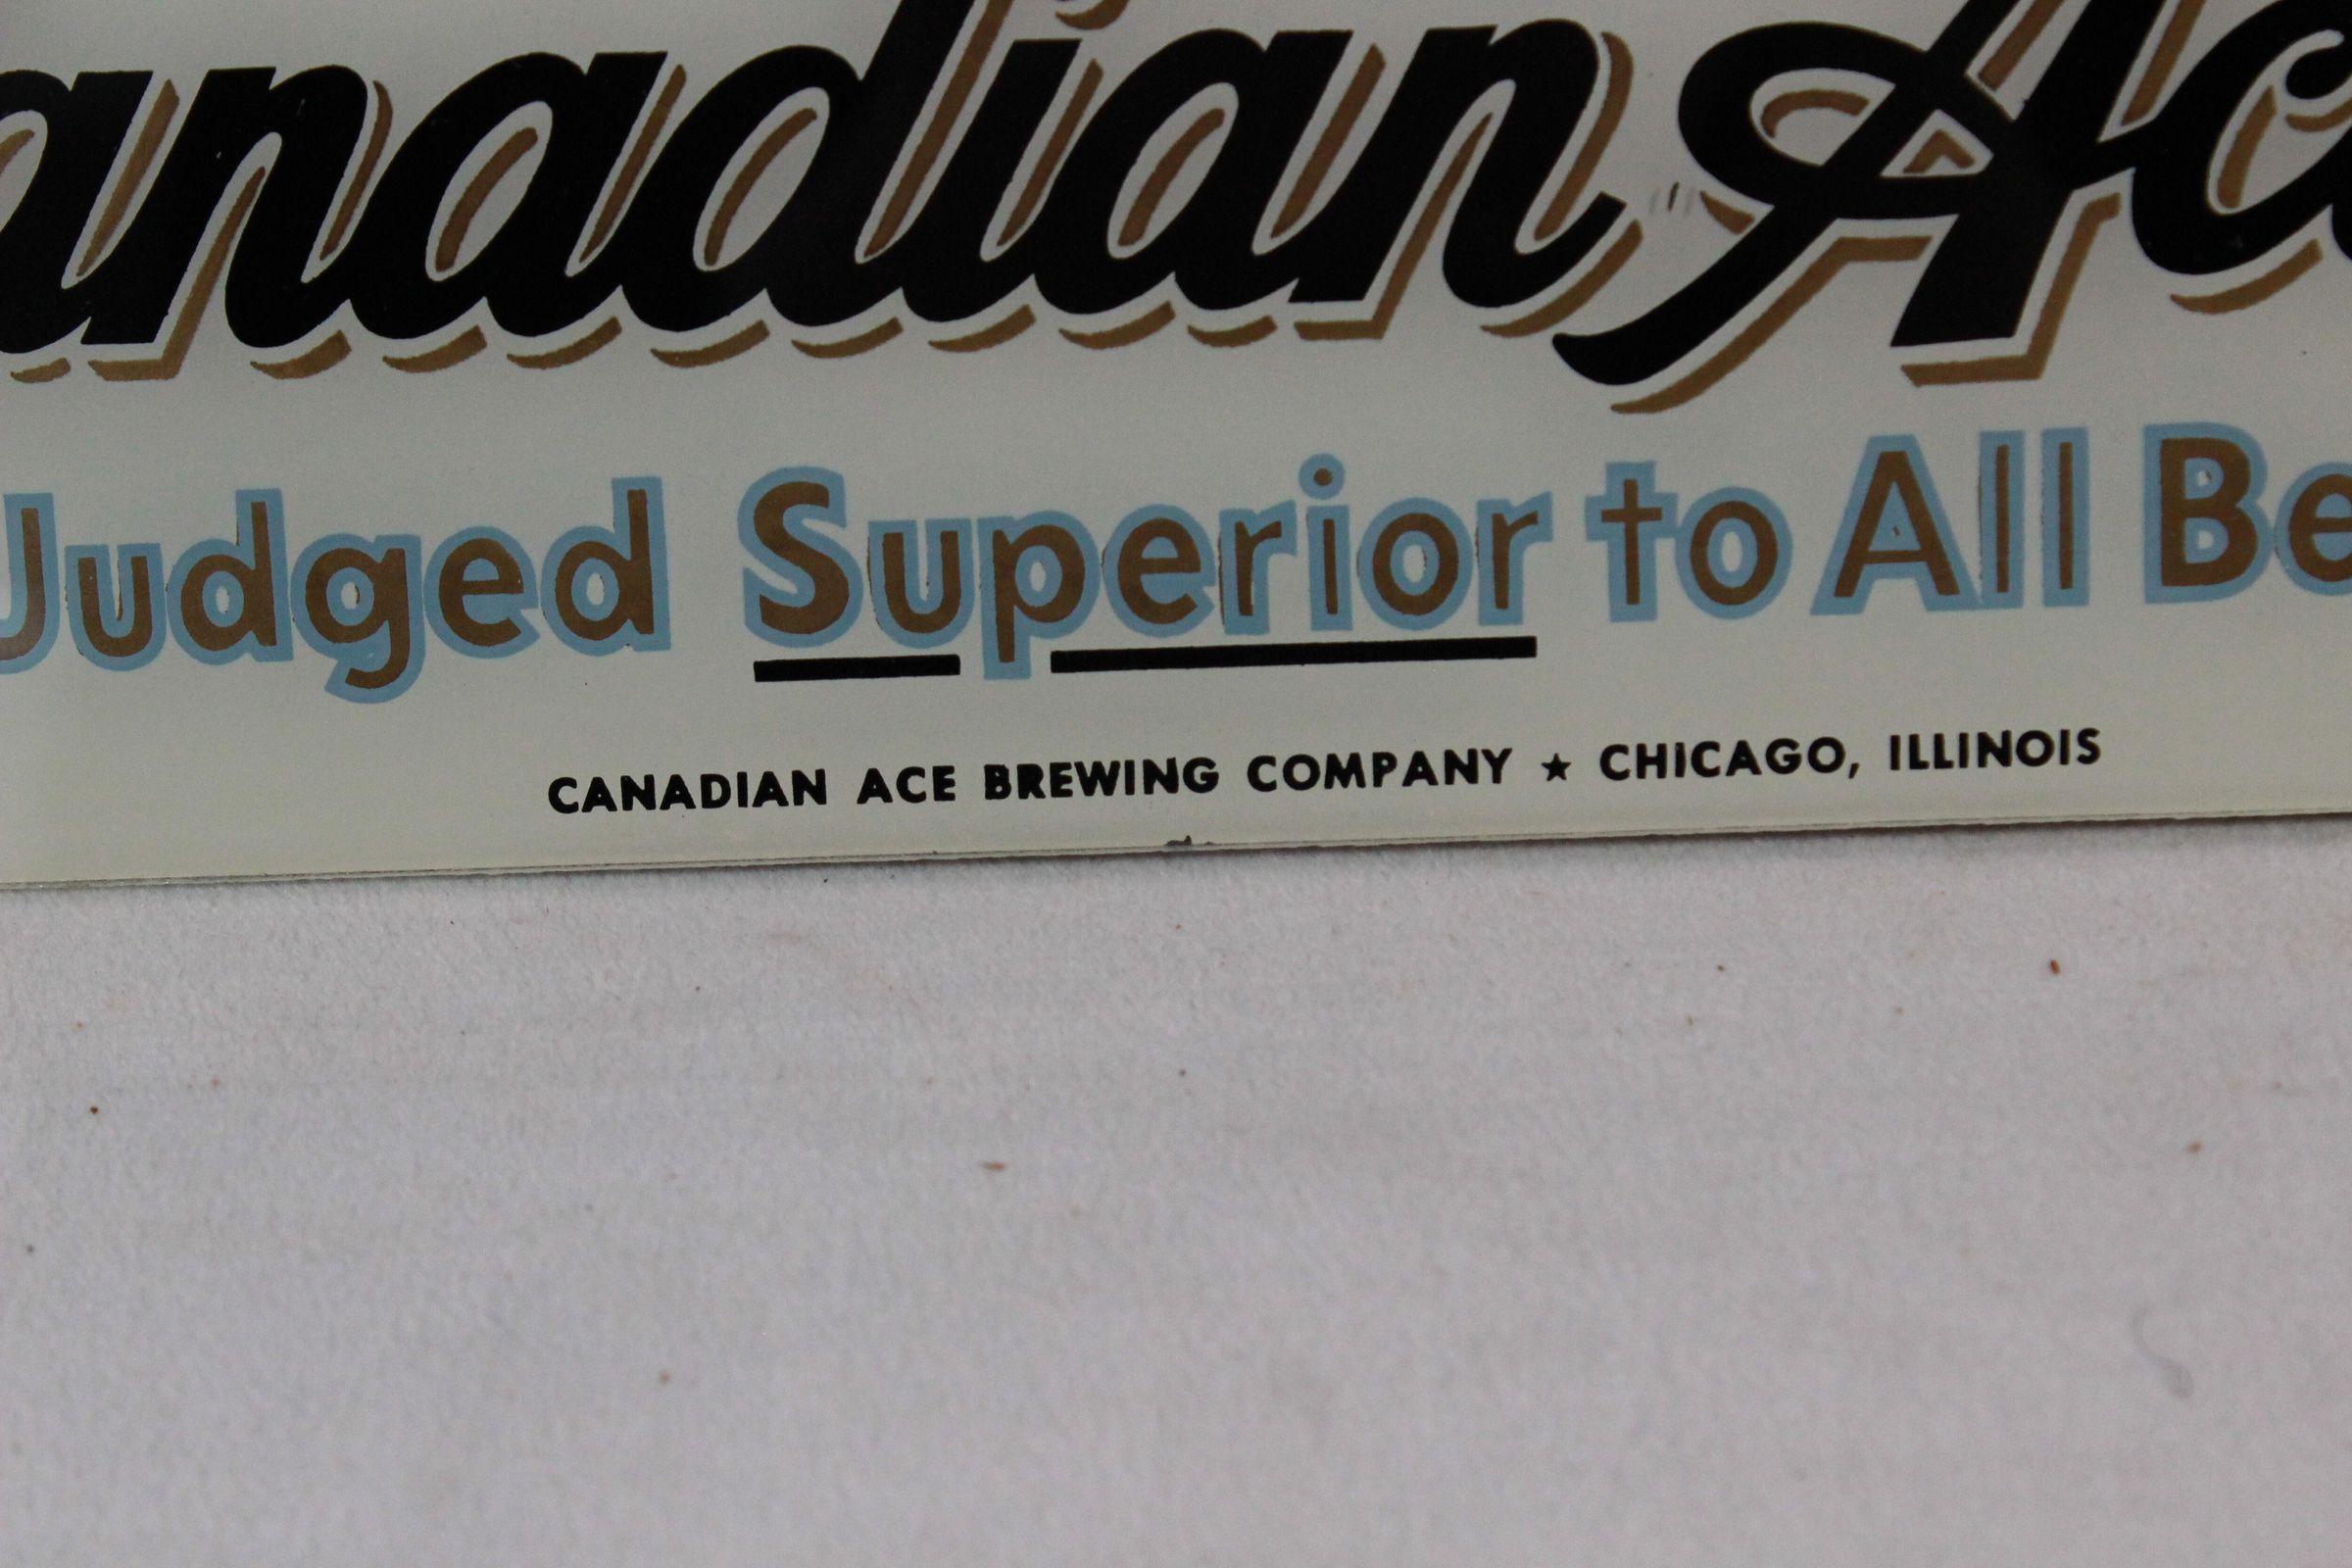 anadian Ac
Judged Superior to All Be
CANADIAN ACE BREWING COMPANY ★ CHICAGO, ILLINOIS